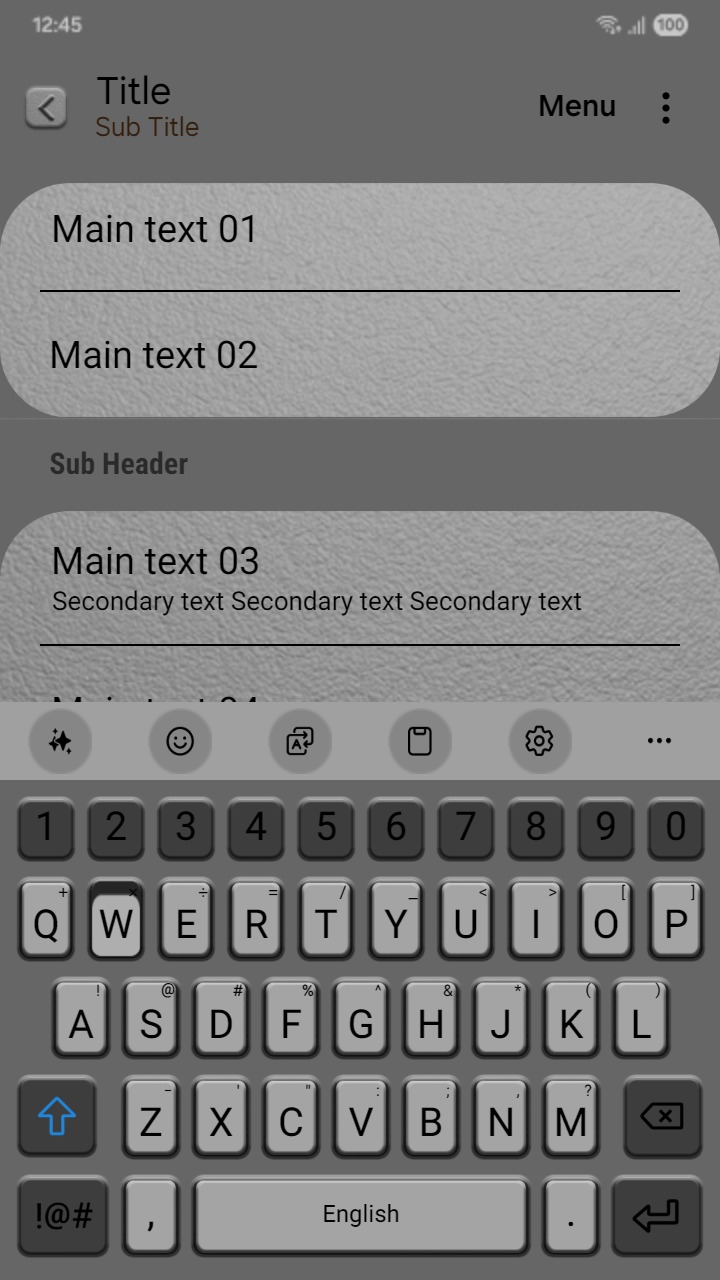 12:45 100
Title
Sub Title
Menu
Main text 01
Main text 02
Sub Header
Main text 03
Secondary text Secondary text Secondary text
1 2 3 4 5 6 7 8 9 0
+ × ÷ = / _ < > [ ]
Q W E R T Y U I O P
! @ # % ^ & * ( )
A S D F G H J K L
- ' " : ; , ?
Z X C V B N M
!@# , English .